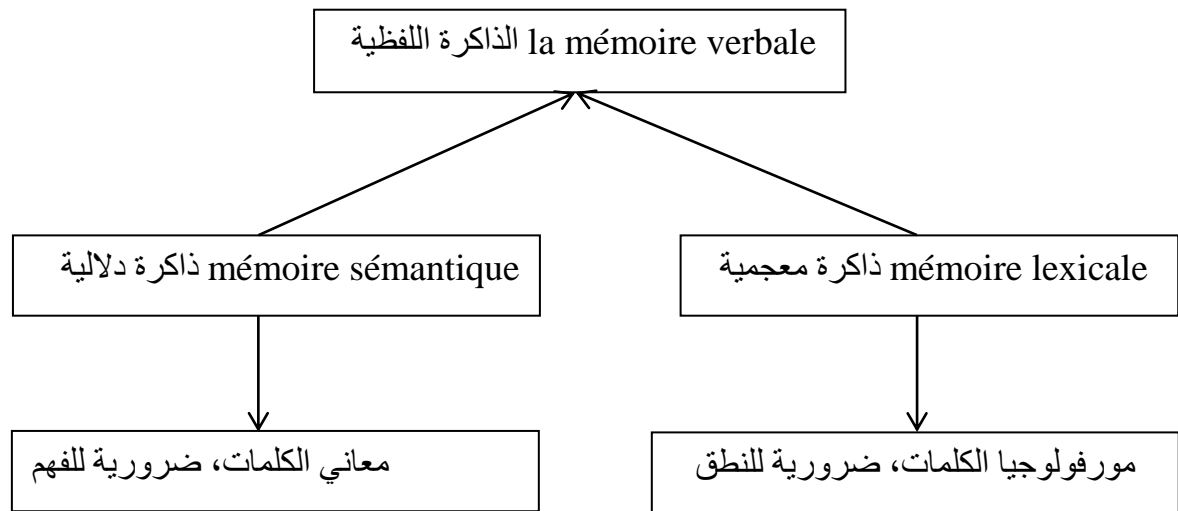 الذاكرة اللفظية la mémoire verbale
ذاكرة معجمية mémoire lexicale
ذاكرة دلالية mémoire sémantique
مورفولوجيا الكلمات، ضرورية للنطق
معاني الكلمات، ضرورية للفهم